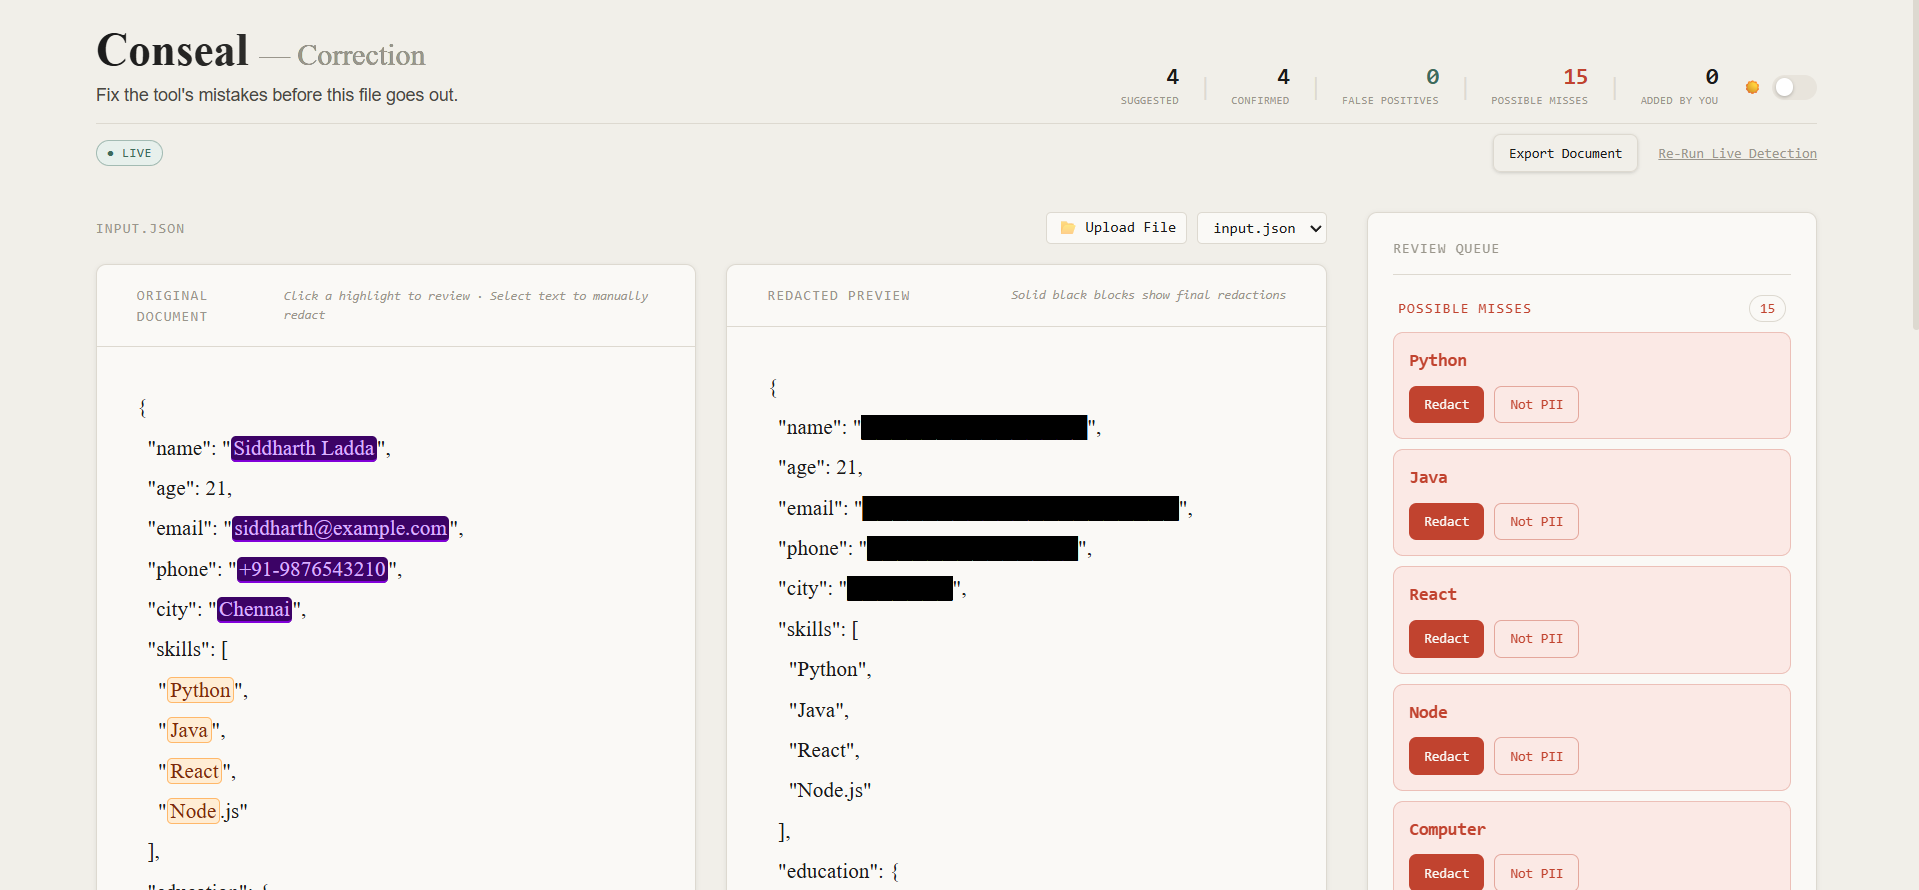 Conseal — Correction
Fix the tool's mistakes before this file goes out.
4
SUGGESTED
4
CONFIRMED
0
FALSE POSITIVES
15
POSSIBLE MISSES
0
ADDED BY YOU
● LIVE
Export Document
Re-Run Live Detection
INPUT.JSON
Upload File
input.json
ORIGINAL
DOCUMENT
Click a highlight to review · Select text to manually
redact
{
"name": "Siddharth Ladda",
"age": 21,
"email": "siddharth@example.com",
"phone": "+91-9876543210",
"city": "Chennai",
"skills": [
"Python",
"Java",
"React",
"Node.js"
],
"education": {
REDACTED PREVIEW
Solid black blocks show final redactions
{
"name": "",
"age": 21,
"email": "",
"phone": "",
"city": "",
"skills": [
"Python",
"Java",
"React",
"Node.js"
],
"education": {
REVIEW QUEUE
POSSIBLE MISSES
15
Python
Redact
Not PII
Java
Redact
Not PII
React
Redact
Not PII
Node
Redact
Not PII
Computer
Redact
Not PII